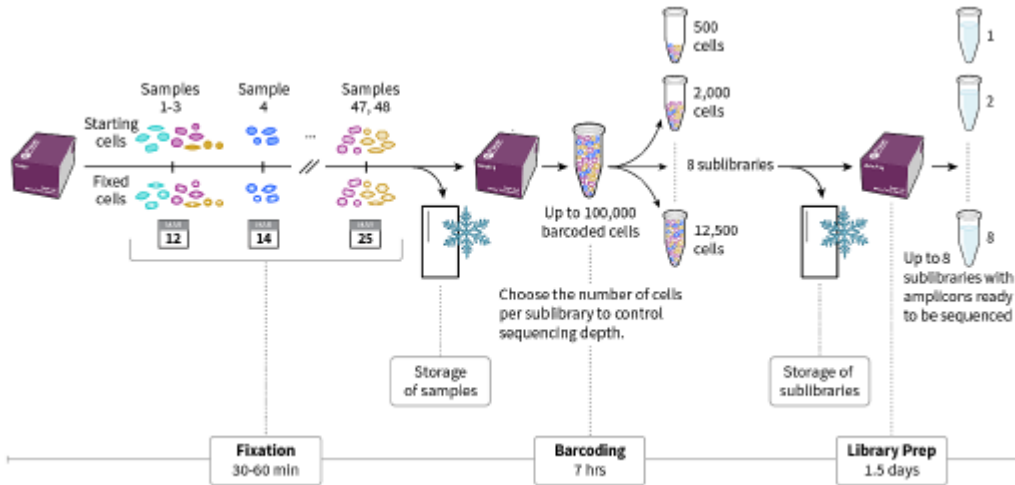 500
cells
1
Samples
1-3
Sample
4
Samples
47, 48
2,000
cells
2
Starting
cells
...
8 sublibraries
Fixed
cells
12
14
25
Up to 100,000
barcoded cells
12,500
cells
8
Up to 8
sublibraries with
amplicons ready
to be sequenced
Choose the number of cells
per sublibrary to control
sequencing depth.
Storage
of samples
Storage of
sublibraries
Fixation
30-60 min
Barcoding
7 hrs
Library Prep
1.5 days